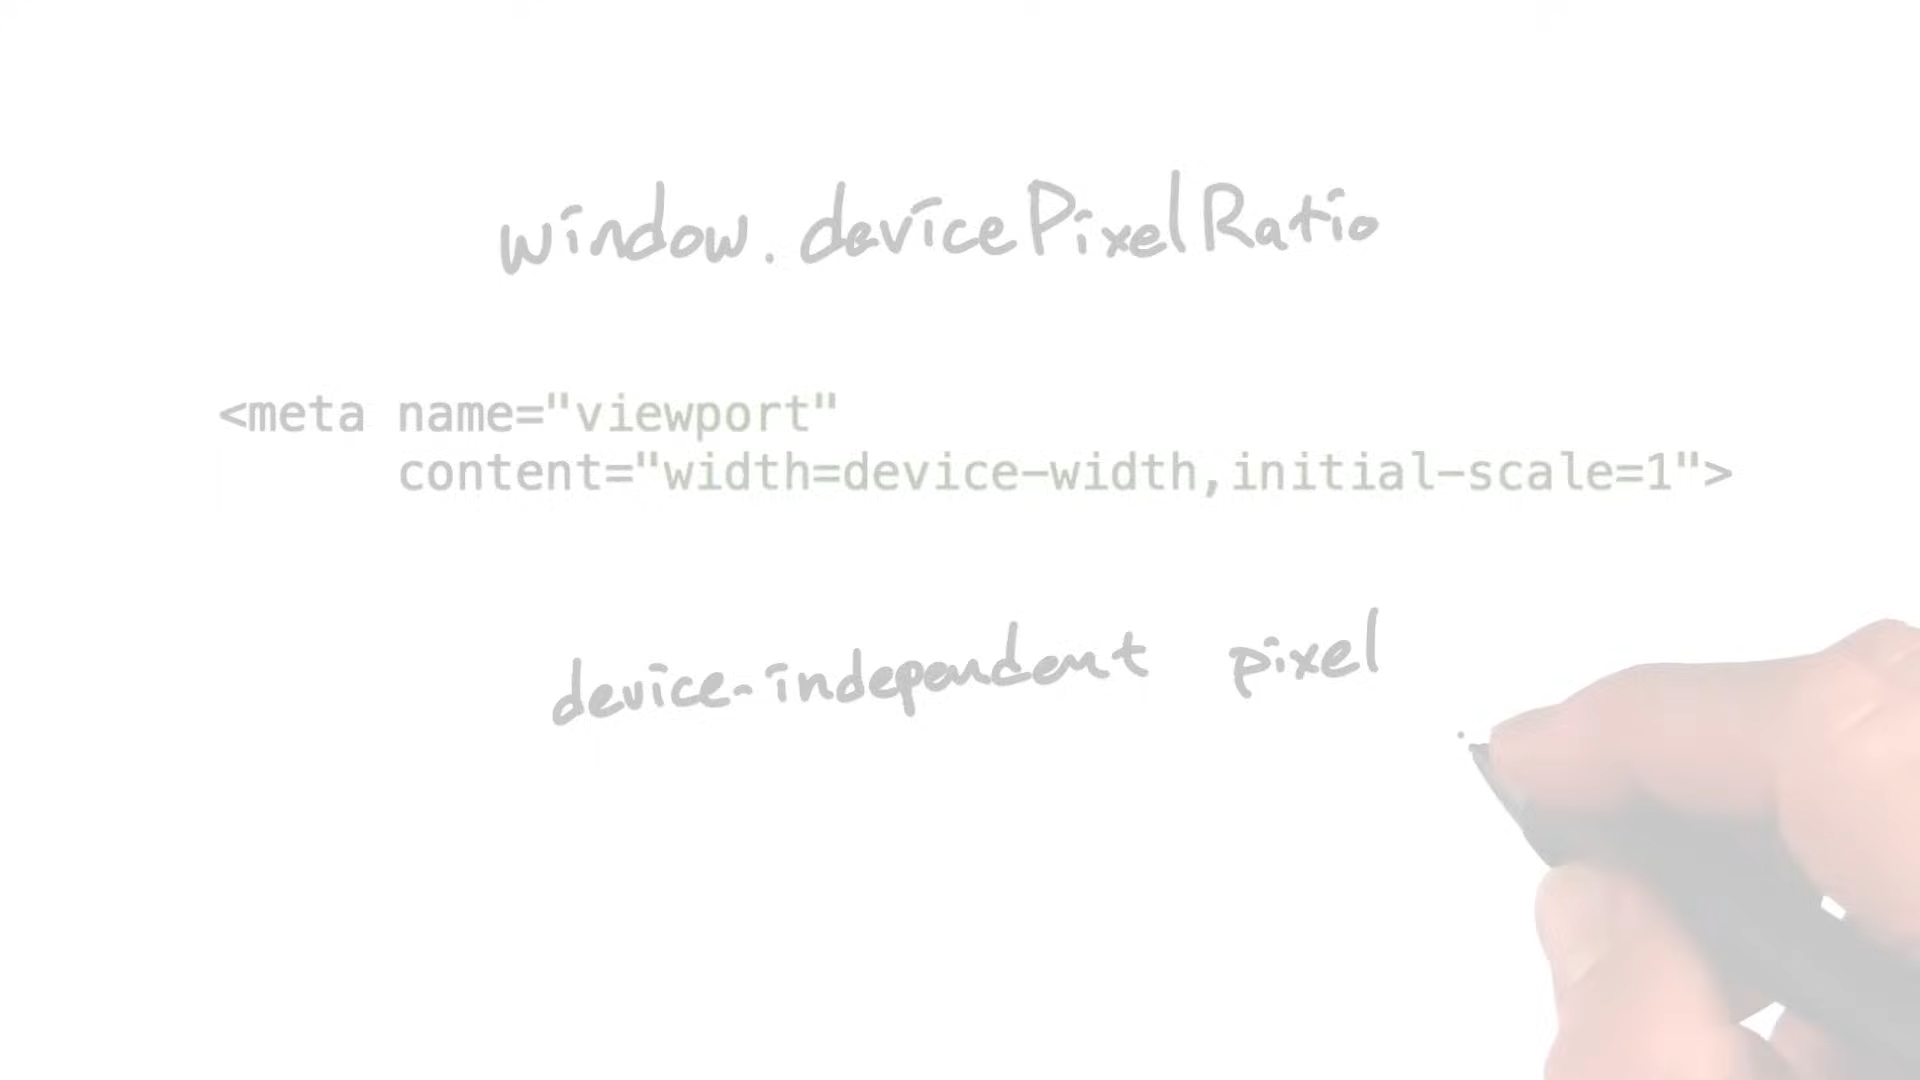 window.devicePixelRatio
<meta name="viewport"
content="width=device-width,initial-scale=1">
device-independent pixel